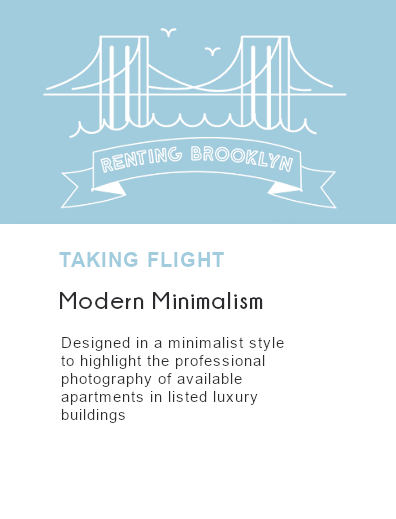 RENTING BROOKLYN
TAKING FLIGHT
Modern Minimalism
Designed in a minimalist style
to highlight the professional
photography of available
apartments in listed luxury
buildings